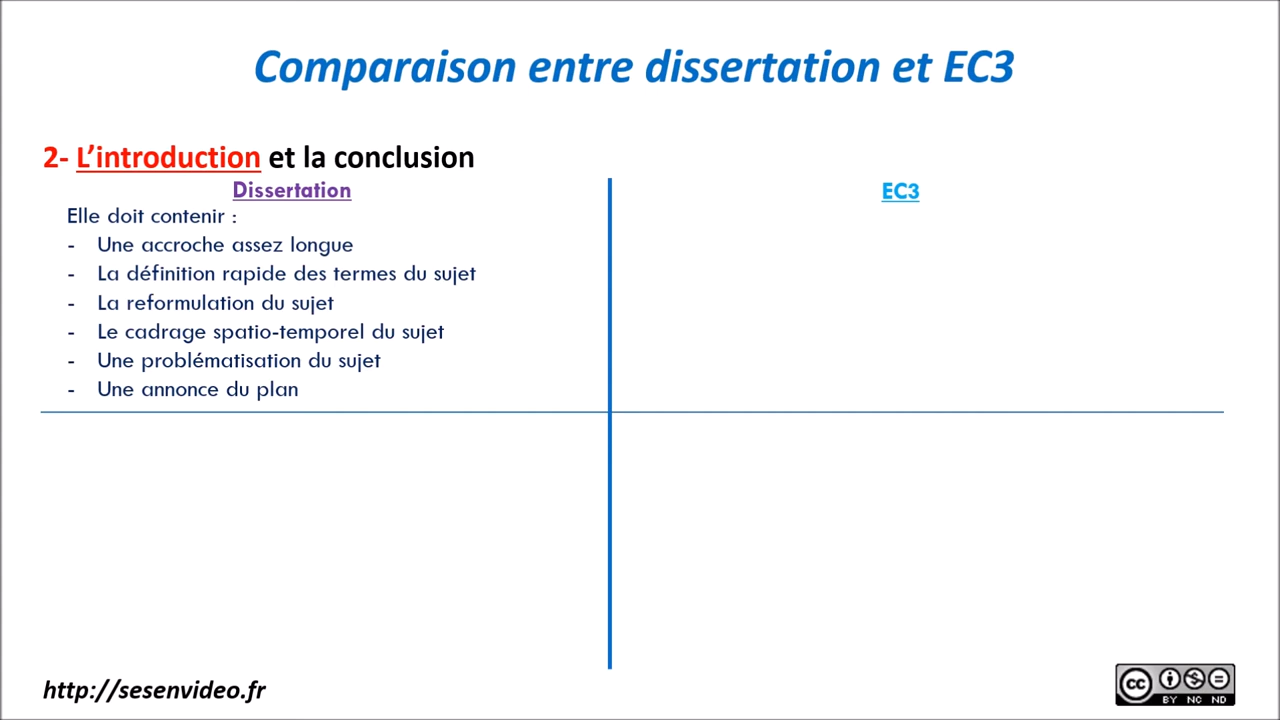 Comparaison entre dissertation et EC3
2- L’introduction et la conclusion
Dissertation
Elle doit contenir :
- Une accroche assez longue
- La définition rapide des termes du sujet
- La reformulation du sujet
- Le cadrage spatio-temporel du sujet
- Une problématisation du sujet
- Une annonce du plan
EC3
http://sesenvideo.fr
cc
BY NC ND